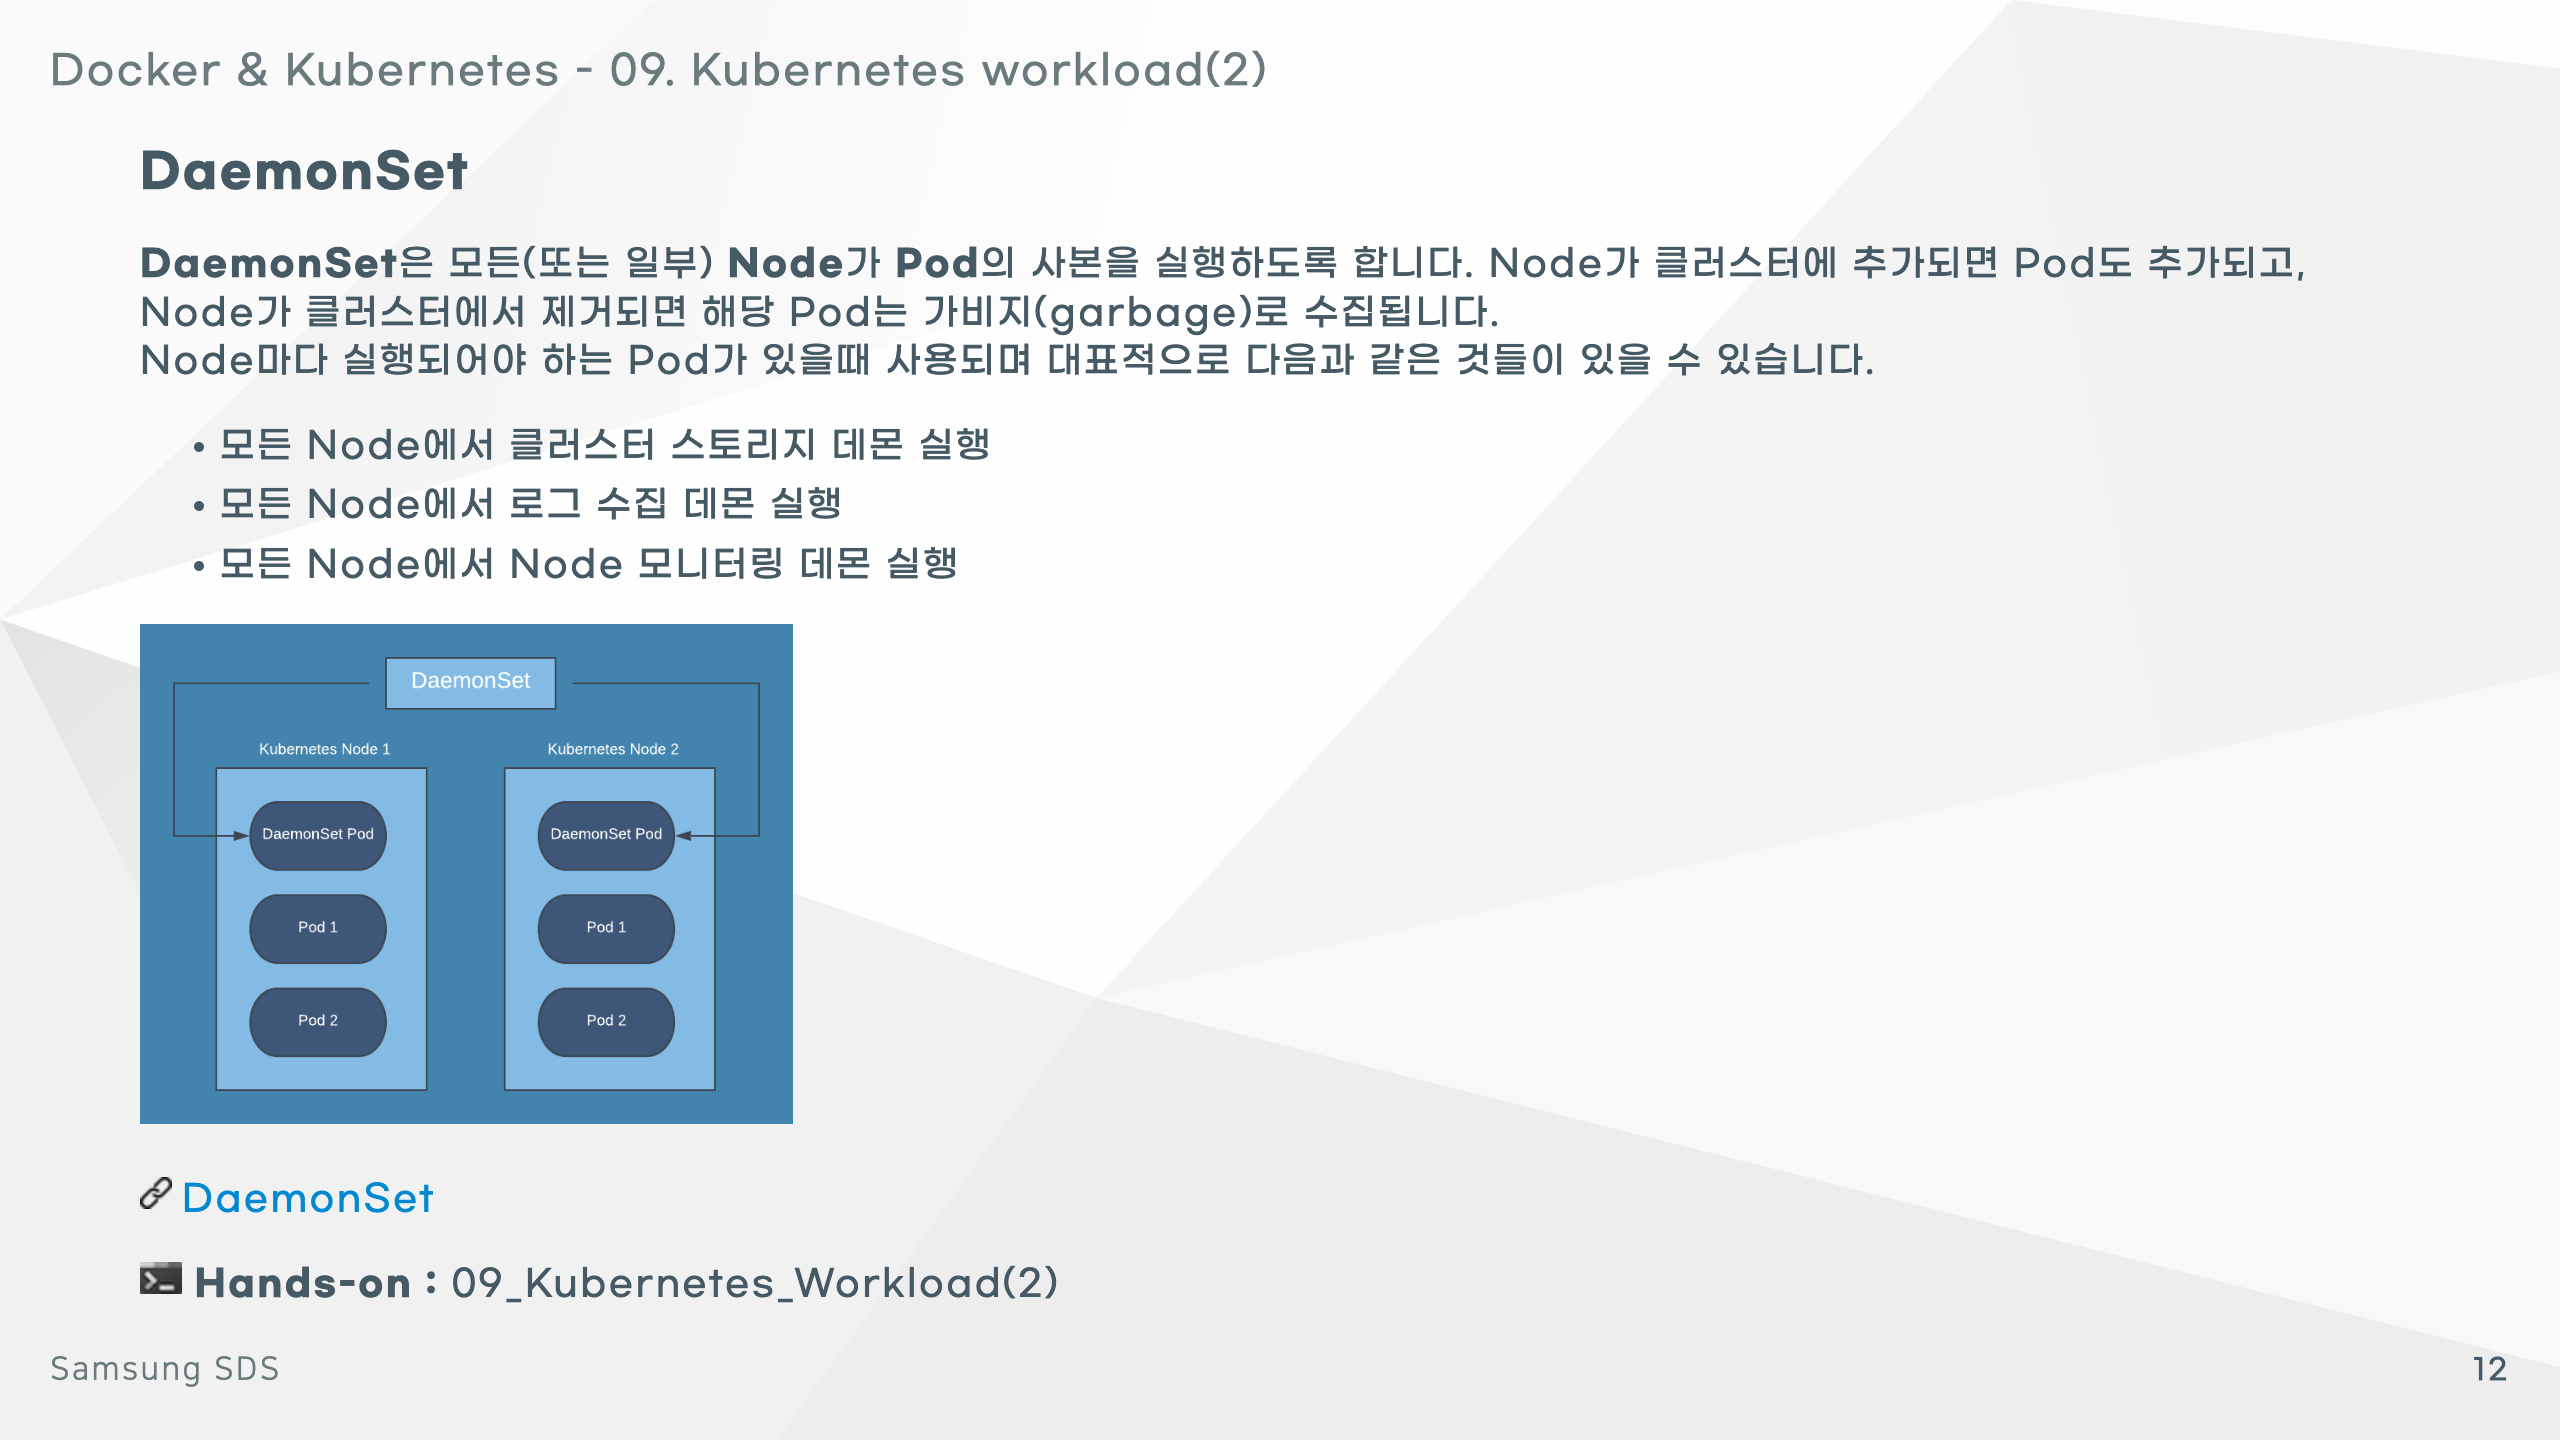 Docker & Kubernetes - 09. Kubernetes workload(2)
DaemonSet
DaemonSet은 모든(또는 일부) Node가 Pod의 사본을 실행하도록 합니다. Node가 클러스터에 추가되면 Pod도 추가되고,
Node가 클러스터에서 제거되면 해당 Pod는 가비지(garbage)로 수집됩니다.
Node마다 실행되어야 하는 Pod가 있을때 사용되며 대표적으로 다음과 같은 것들이 있을 수 있습니다.
• 모든 Node에서 클러스터 스토리지 데몬 실행
• 모든 Node에서 로그 수집 데몬 실행
• 모든 Node에서 Node 모니터링 데몬 실행
DaemonSet
Kubernetes Node 1
DaemonSet Pod
Pod 1
Pod 2
Kubernetes Node 2
DaemonSet Pod
Pod 1
Pod 2
DaemonSet
Hands-on : 09_Kubernetes_Workload(2)
Samsung SDS
12